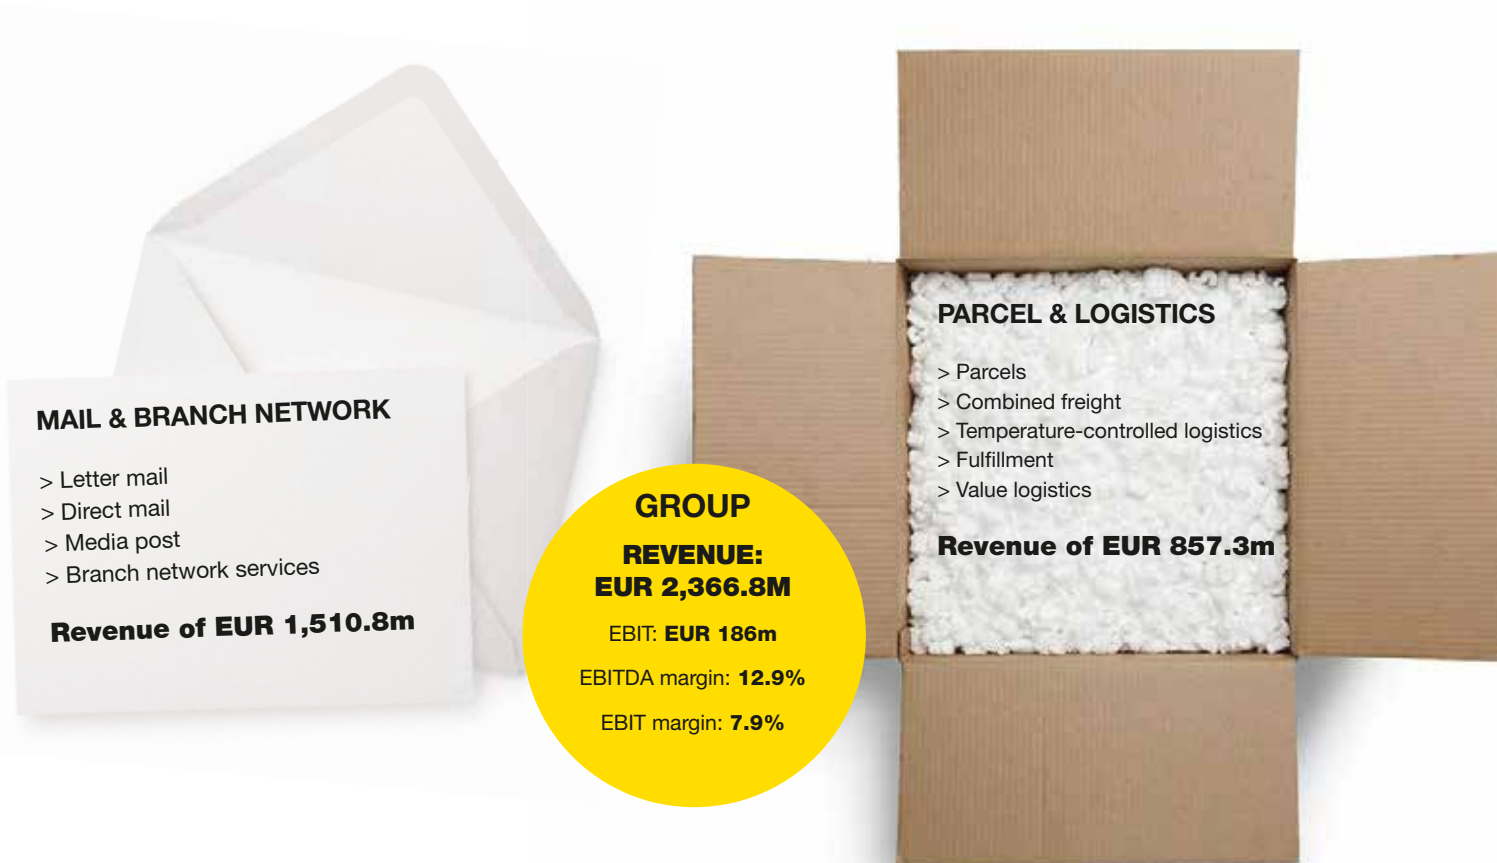 MAIL & BRANCH NETWORK
> Letter mail
> Direct mail
> Media post
> Branch network services
Revenue of EUR 1,510.8m
GROUP
REVENUE:
EUR 2,366.8M
EBIT: EUR 186m
EBITDA margin: 12.9%
EBIT margin: 7.9%
PARCEL & LOGISTICS
> Parcels
> Combined freight
> Temperature-controlled logistics
> Fulfillment
> Value logistics
Revenue of EUR 857.3m